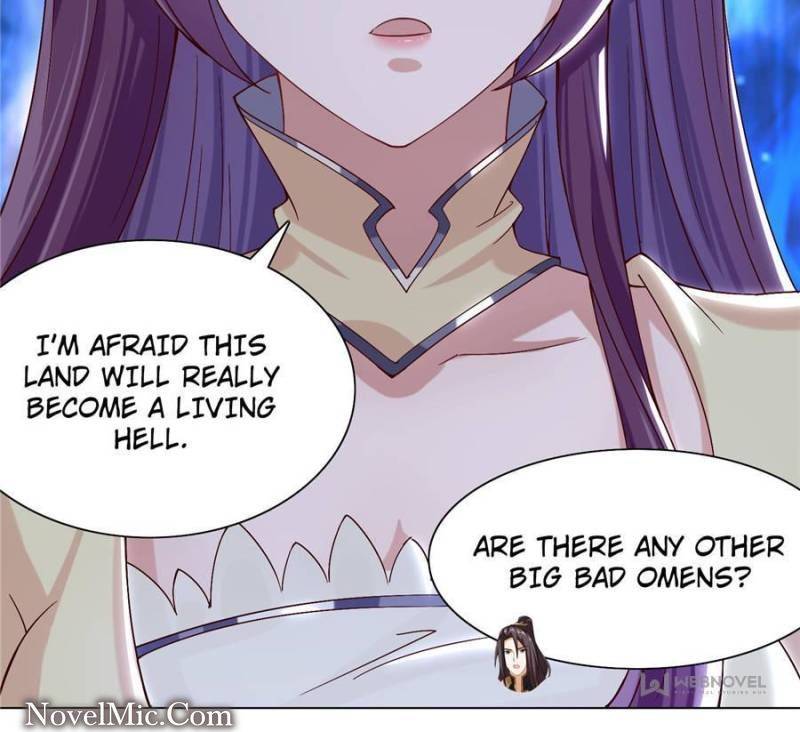 I'M AFRAID THIS
LAND WILL REALLY
BECOME A LIVING
HELL.
ARE THERE ANY OTHER
BIG BAD OMENS?
WEBNOVEL
NovelMic.Com